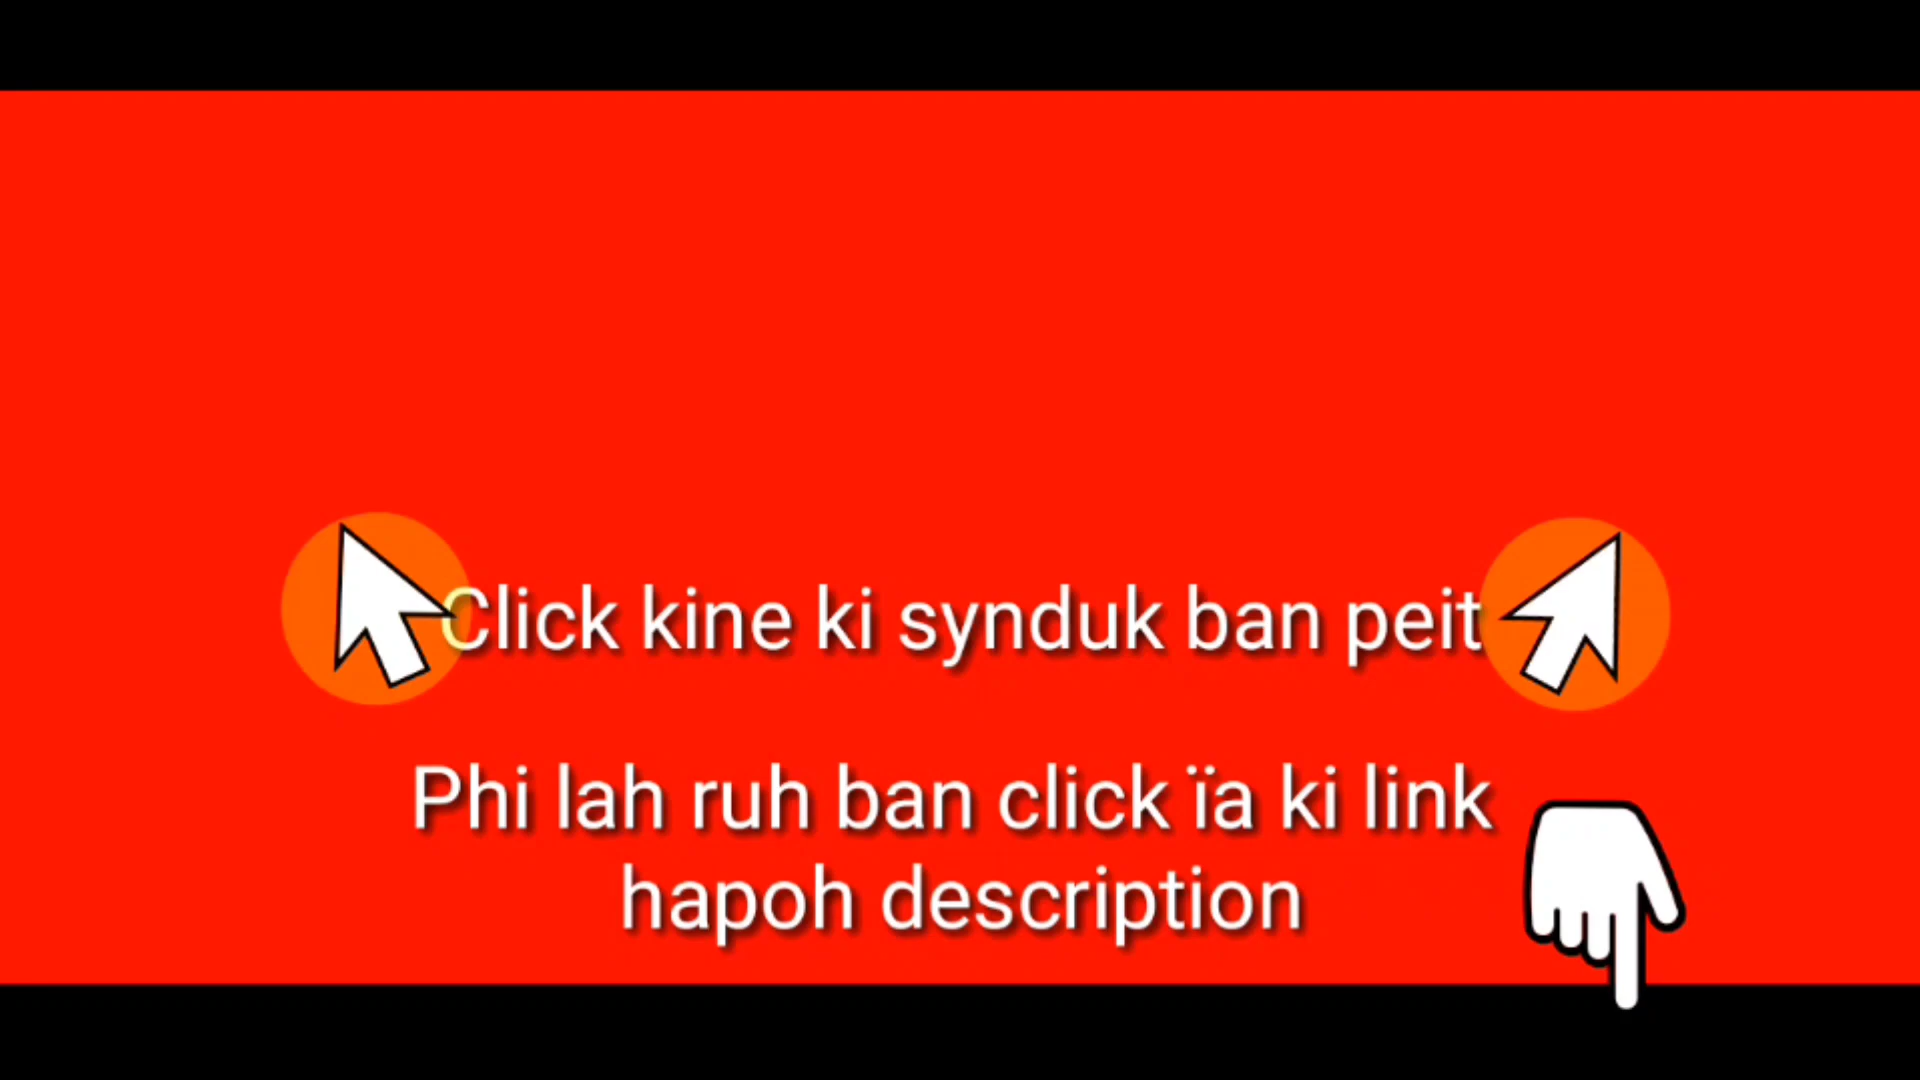 Click kine ki synduk ban peit
Phi lah ruh ban click ïa ki link
hapoh description